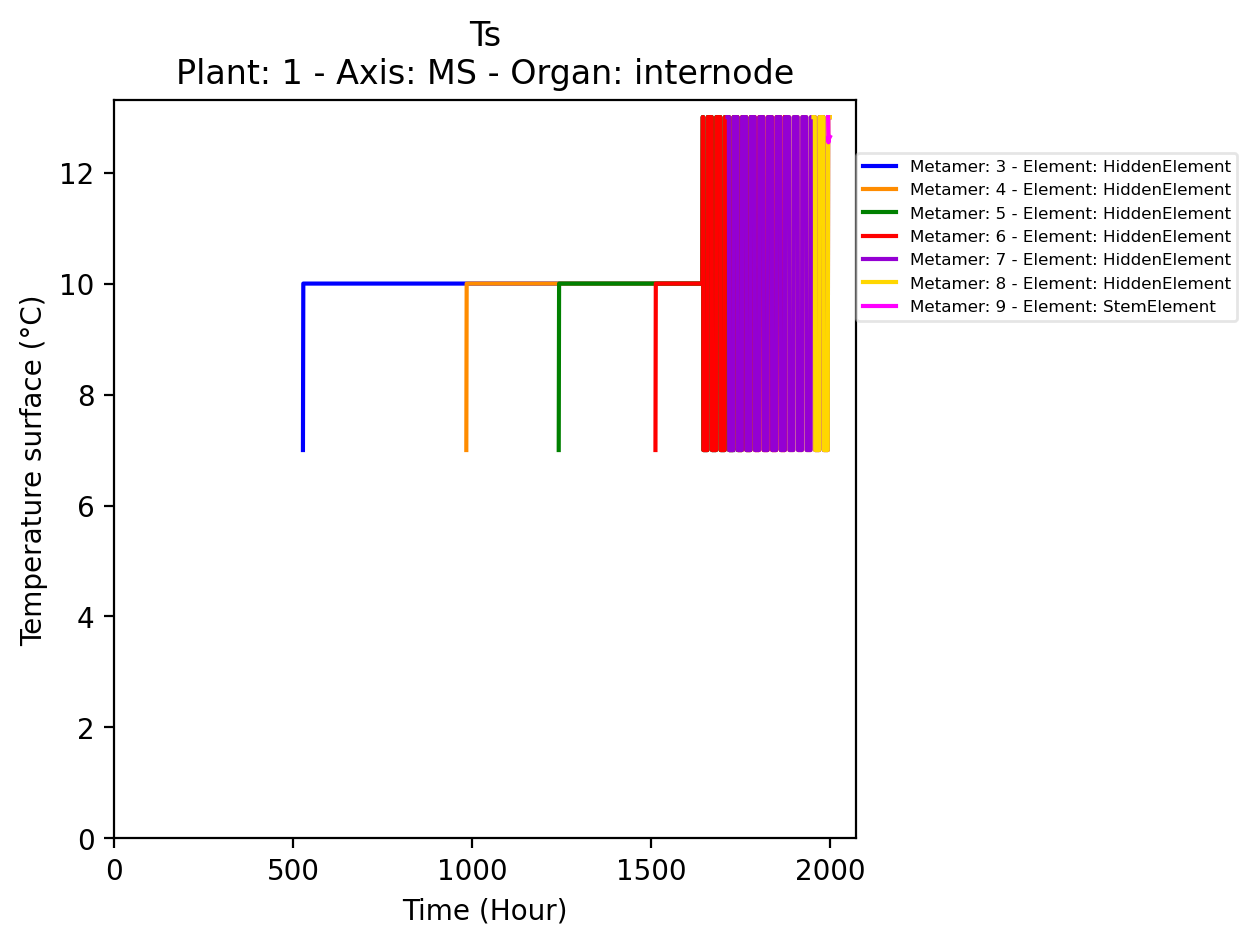 Ts
Plant: 1 - Axis: MS - Organ: internode
Temperature surface (°C)
12
10
8
6
4
2
0
0 500 1000 1500 2000
Time (Hour)
Metamer: 3 - Element: HiddenElement
Metamer: 4 - Element: HiddenElement
Metamer: 5 - Element: HiddenElement
Metamer: 6 - Element: HiddenElement
Metamer: 7 - Element: HiddenElement
Metamer: 8 - Element: HiddenElement
Metamer: 9 - Element: StemElement